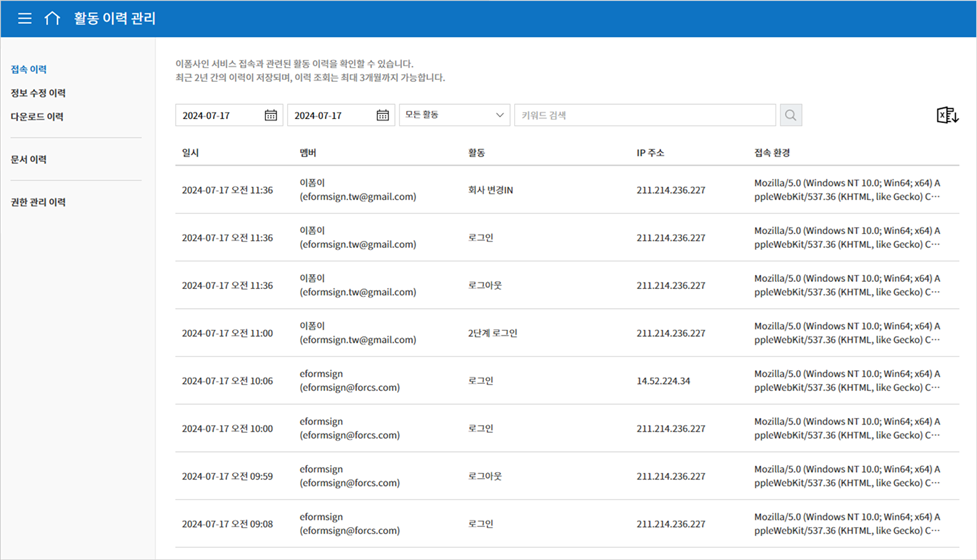 활동 이력 관리
접속 이력
정보 수정 이력
다운로드 이력
문서 이력
권한 관리 이력
이폼사인 서비스 접속과 관련된 활동 이력을 확인할 수 있습니다.
최근 2년 간의 이력이 저장되며, 이력 조회는 최대 3개월까지 가능합니다.
2024-07-17 2024-07-17 모든 활동 키워드 검색
일시 멤버 활동 IP 주소 접속 환경
2024-07-17 오전 11:36 이폼이 (eformsign.tw@gmail.com) 회사 변경IN 211.214.236.227 Mozilla/5.0 (Windows NT 10.0; Win64; x64) A
ppleWebKit/537.36 (KHTML, like Gecko) C···
2024-07-17 오전 11:36 이폼이 (eformsign.tw@gmail.com) 로그인 211.214.236.227 Mozilla/5.0 (Windows NT 10.0; Win64; x64) A
ppleWebKit/537.36 (KHTML, like Gecko) C···
2024-07-17 오전 11:36 이폼이 (eformsign.tw@gmail.com) 로그아웃 211.214.236.227 Mozilla/5.0 (Windows NT 10.0; Win64; x64) A
ppleWebKit/537.36 (KHTML, like Gecko) C···
2024-07-17 오전 11:00 이폼이 (eformsign.tw@gmail.com) 2단계 로그인 211.214.236.227 Mozilla/5.0 (Windows NT 10.0; Win64; x64) A
ppleWebKit/537.36 (KHTML, like Gecko) C···
2024-07-17 오전 10:06 eformsign (eformsign@forcs.com) 로그인 14.52.224.34 Mozilla/5.0 (Windows NT 10.0; Win64; x64) A
ppleWebKit/537.36 (KHTML, like Gecko) C···
2024-07-17 오전 10:00 eformsign (eformsign@forcs.com) 로그인 211.214.236.227 Mozilla/5.0 (Windows NT 10.0; Win64; x64) A
ppleWebKit/537.36 (KHTML, like Gecko) C···
2024-07-17 오전 09:59 eformsign (eformsign@forcs.com) 로그아웃 211.214.236.227 Mozilla/5.0 (Windows NT 10.0; Win64; x64) A
ppleWebKit/537.36 (KHTML, like Gecko) C···
2024-07-17 오전 09:08 eformsign (eformsign@forcs.com) 로그인 211.214.236.227 Mozilla/5.0 (Windows NT 10.0; Win64; x64) A
ppleWebKit/537.36 (KHTML, like Gecko) C···